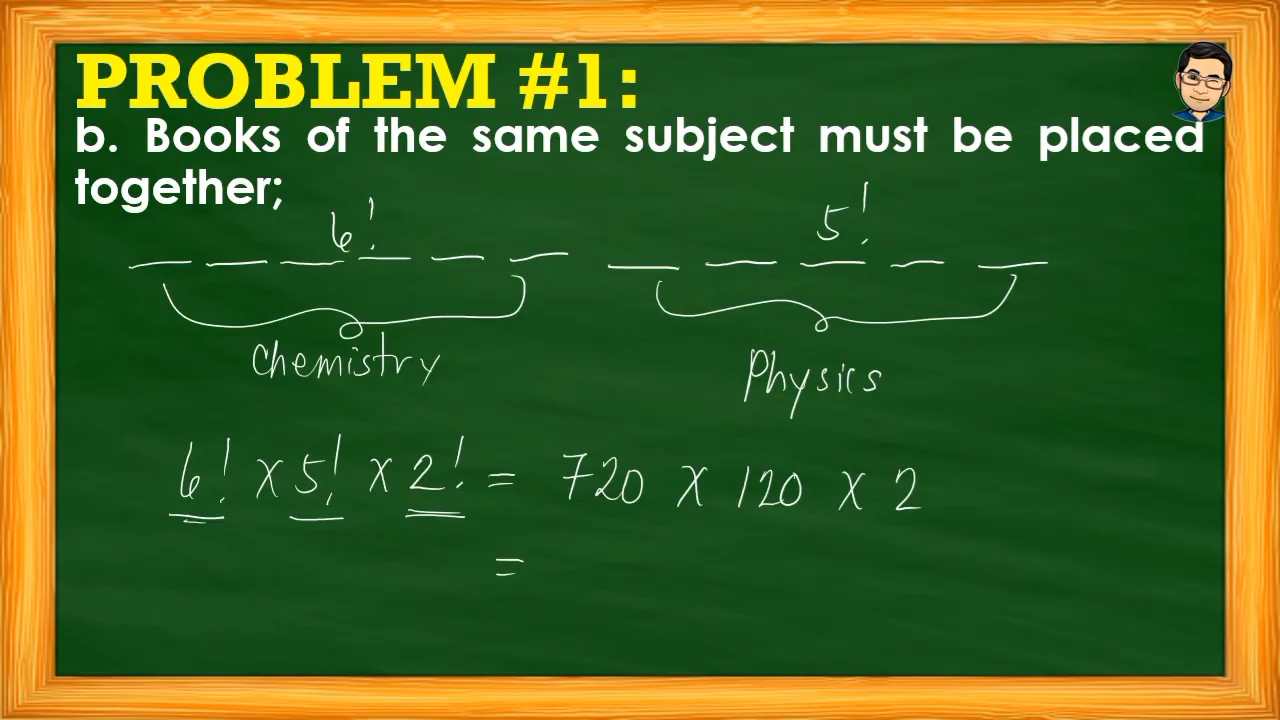 PROBLEM #1:
b. Books of the same subject must be placed
together;
6! 5!
Chemistry Physics
6! x 5! x 2! = 720 x 120 x 2
=